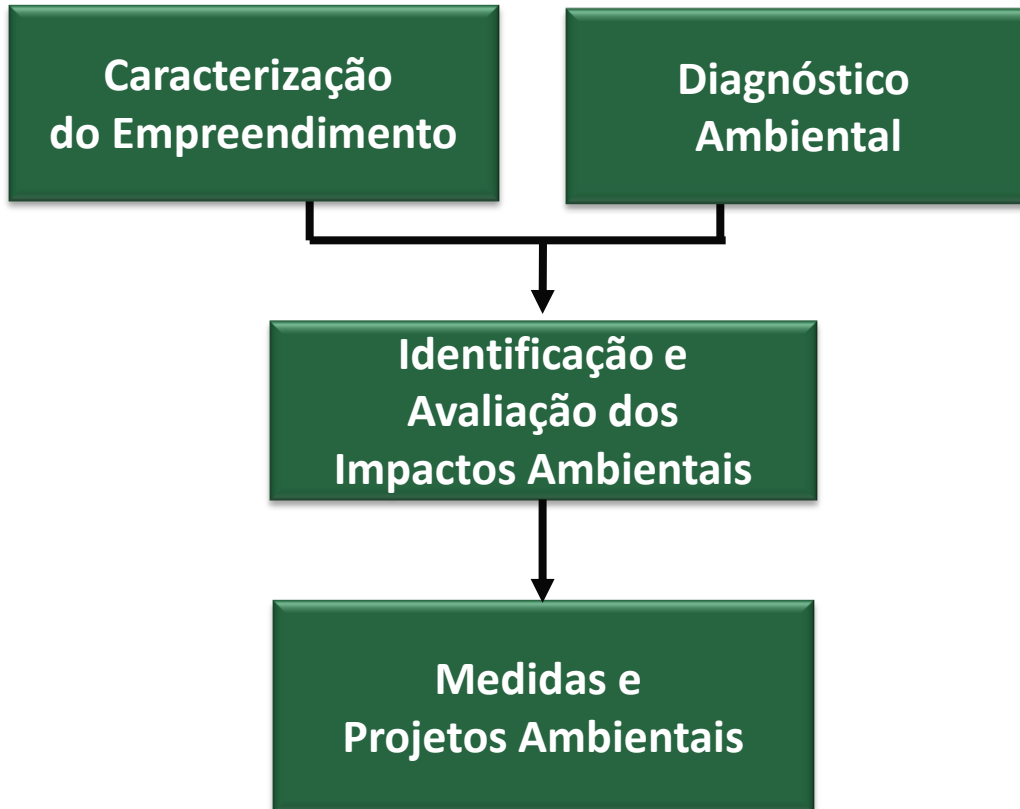 Caracterização
do Empreendimento
Diagnóstico
Ambiental
Identificação e
Avaliação dos
Impactos Ambientais
Medidas e
Projetos Ambientais